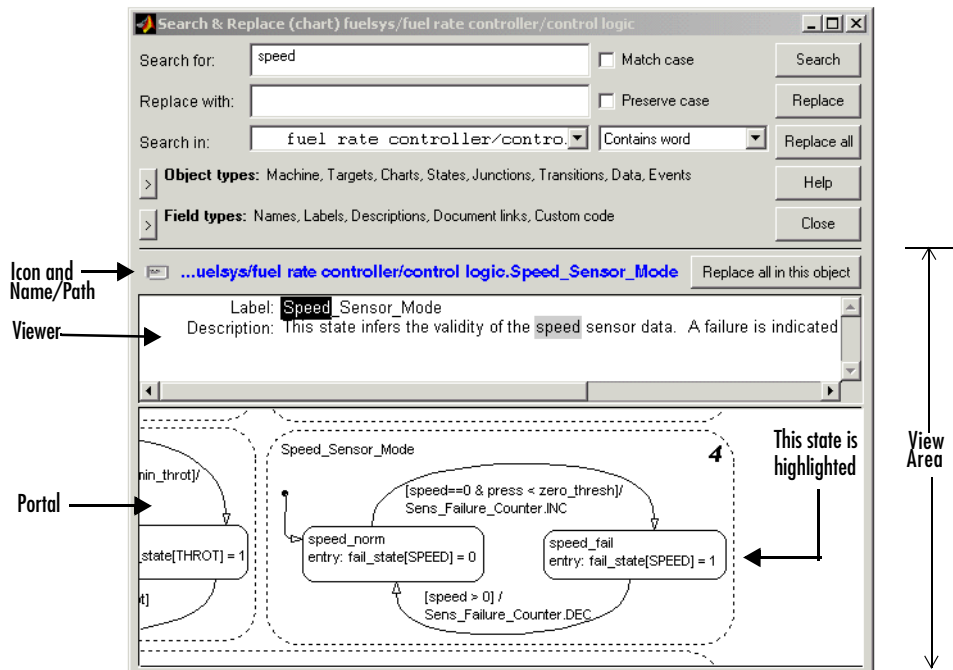 Search & Replace (chart) fuelsys/fuel rate controller/control logic
Search for: speed Match case Search
Replace with: Preserve case Replace
Search in: fuel rate controller/contro. Contains word Replace all
> Object types: Machine, Targets, Charts, States, Junctions, Transitions, Data, Events Help
> Field types: Names, Labels, Descriptions, Document links, Custom code Close
Icon and
Name/Path
...uelsys/fuel rate controller/control logic.Speed_Sensor_Mode Replace all in this object
Viewer
Label: Speed_Sensor_Mode
Description: This state infers the validity of the speed sensor data. A failure is indicated
Portal
min_throt]/
_state[THROT] = 1
ot]
Speed_Sensor_Mode
4
[speed==0 & press < zero_thresh]/
Sens_Failure_Counter.INC
speed_norm
entry: fail_state[SPEED] = 0
speed_fail
entry: fail_state[SPEED] = 1
[speed > 0] /
Sens_Failure_Counter.DEC
This state is
highlighted
View
Area